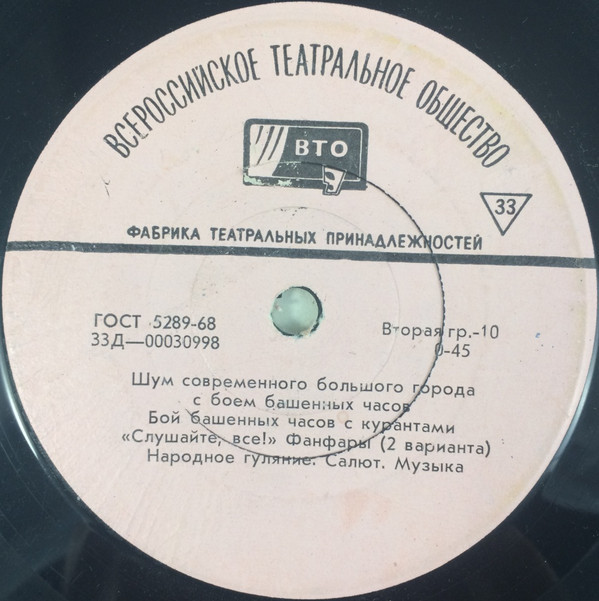 ВСЕРОССИЙСКОЕ ТЕАТРАЛЬНОЕ ОБЩЕСТВО
ВТО
33
ФАБРИКА ТЕАТРАЛЬНЫХ ПРИНАДЛЕЖНОСТЕЙ
ГОСТ 5289-68
33Д—00030998
Вторая гр.-10
0-45
Шум современного большого города
с боем башенных часов
Бой башенных часов с курантами
«Слушайте, все!» Фанфары (2 варианта)
Народное гуляние. Салют. Музыка